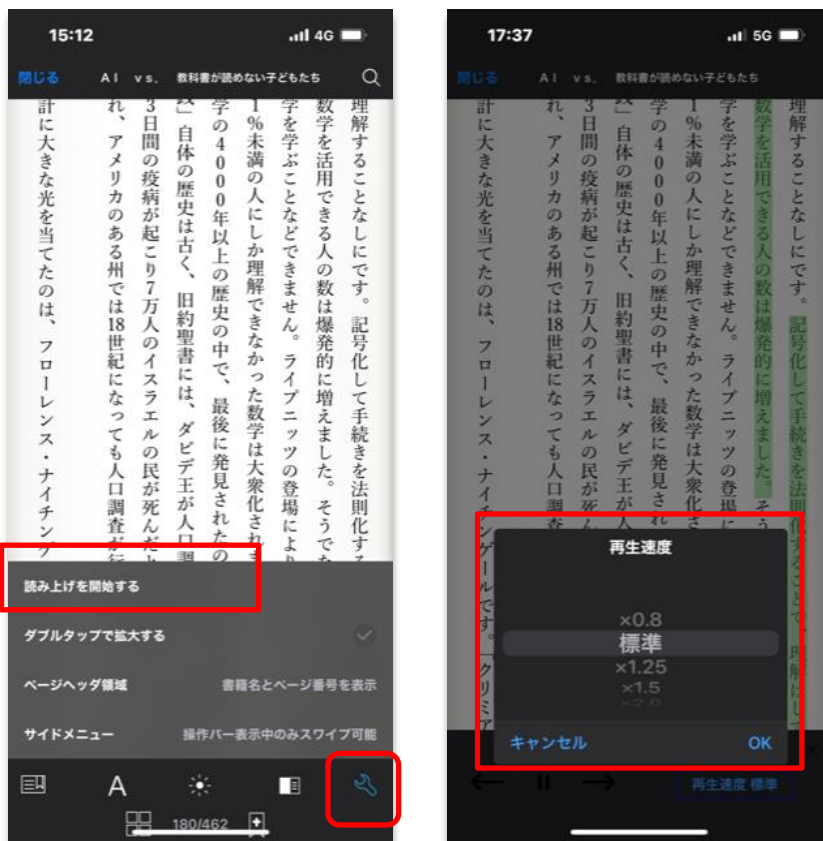 15:12
4G
閉じる AI vs. 教科書が読めない子どもたち
理解することなしにです。記号化して手続きを法則化する
数学を活用できる人の数は爆発的に増えました。そうでな
学を学ぶことなどできません。ライプニッツの登場によ
1%未満の人にしか理解できなかった数学は大衆化されま
学の4000年以上の歴史の中で、最後に発見されたの
」自体の歴史は古く、旧約聖書には、ダビデ王が人口調
3日間の疫病が起こり7万人のイスラエルの民が死んだと
れ、アメリカのある州では18世紀になっても人口調査が行
計に大きな光を当てたのは、フローレンス・ナイチング
読み上げを開始する
ダブルタップで拡大する
ページヘッダ領域 書籍名とページ番号を表示
サイドメニュー 操作バー表示中のみスワイプ可能
A
180/462
17:37
5G
閉じる AI vs. 教科書が読めない子どもたち
理解することなしにです。記号化して手続きを法則化することで、理解はして
数学を活用できる人の数は爆発的に増えました。そう
学を学ぶことなどできません。ライプニッツの登場に
1%未満の人にしか理解できなかった数学は大衆化さ
学の4000年以上の歴史の中で、最後に発見され
」自体の歴史は古く、旧約聖書には、ダビデ王が人
3日間の疫病が起こり7万人のイスラエルの民が死ん
れ、アメリカのある州では18世紀になっても人口調査
計に大きな光を当てたのは、フローレンス・ナイチンゲールです。「クリミア
再生速度
×0.8
標準
×1.25
×1.5
×2.0
キャンセル OK
再生速度 標準